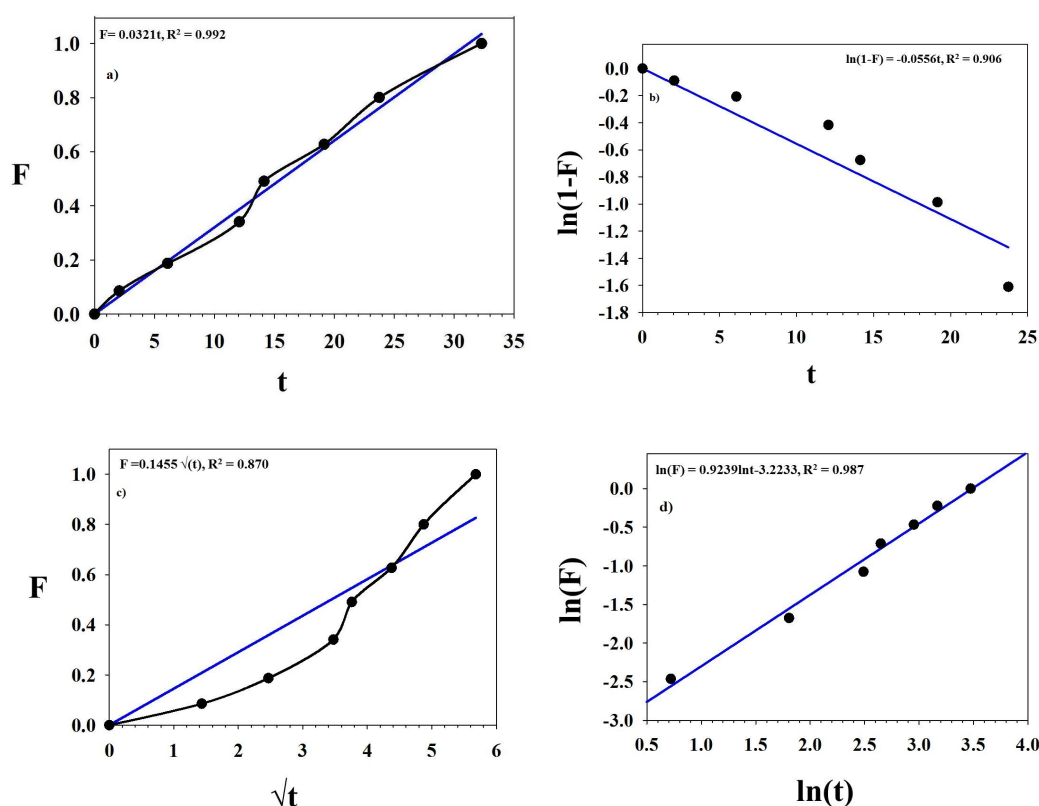 F= 0.0321t, R² = 0.992
a)
F
1.0
0.8
0.6
0.4
0.2
0.0
0 5 10 15 20 25 30 35
t
ln(1-F) = -0.0556t, R² = 0.906
b)
ln(1-F)
0.0
-0.2
-0.4
-0.6
-0.8
-1.0
-1.2
-1.4
-1.6
-1.8
0 5 10 15 20 25
t
F =0.1455 √(t), R² = 0.870
c)
F
1.0
0.8
0.6
0.4
0.2
0.0
0 1 2 3 4 5 6
√t
ln(F) = 0.9239lnt-3.2233, R² = 0.987
d)
ln(F)
0.0
-0.5
-1.0
-1.5
-2.0
-2.5
-3.0
0.5 1.0 1.5 2.0 2.5 3.0 3.5 4.0
ln(t)